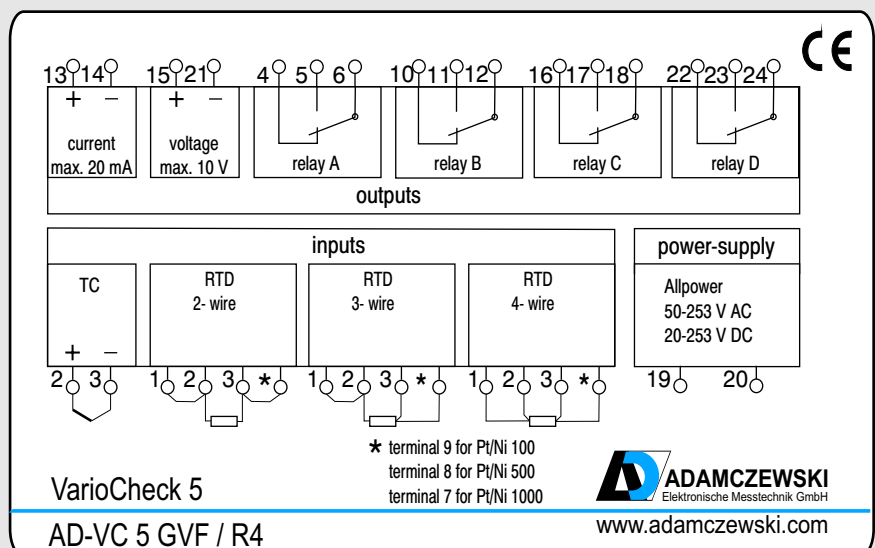 CE
13 14 15 21 4 5 6 10 11 12 16 17 18 22 23 24
+ − + −
current
max. 20 mA
voltage
max. 10 V
relay A
relay B
relay C
relay D
outputs
inputs
power-supply
TC
+ −
RTD
2- wire
RTD
3- wire
RTD
4- wire
Allpower
50-253 V AC
20-253 V DC
2 3 1 2 3 * 1 2 3 * 1 2 3 * 19 20
* terminal 9 for Pt/Ni 100
terminal 8 for Pt/Ni 500
terminal 7 for Pt/Ni 1000
VarioCheck 5
AD-VC 5 GVF / R4
AD ADAMCZEWSKI
Elektronische Messtechnik GmbH
www.adamczewski.com